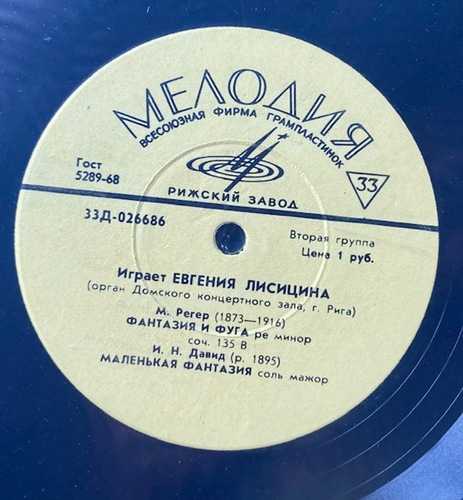 МЕЛОДИЯ
ВСЕСОЮЗНАЯ ФИРМА ГРАМПЛАСТИНОК
Гост
5289-68
33
РИЖСКИЙ ЗАВОД
33Д-026686
Вторая группа
Цена 1 руб.
Играет ЕВГЕНИЯ ЛИСИЦИНА
(орган Домского концертного зала, г. Рига)
М. Регер (1873—1916)
ФАНТАЗИЯ И ФУГА ре минор
соч. 135 В
И. Н. Давид (р. 1895)
МАЛЕНЬКАЯ ФАНТАЗИЯ соль мажор